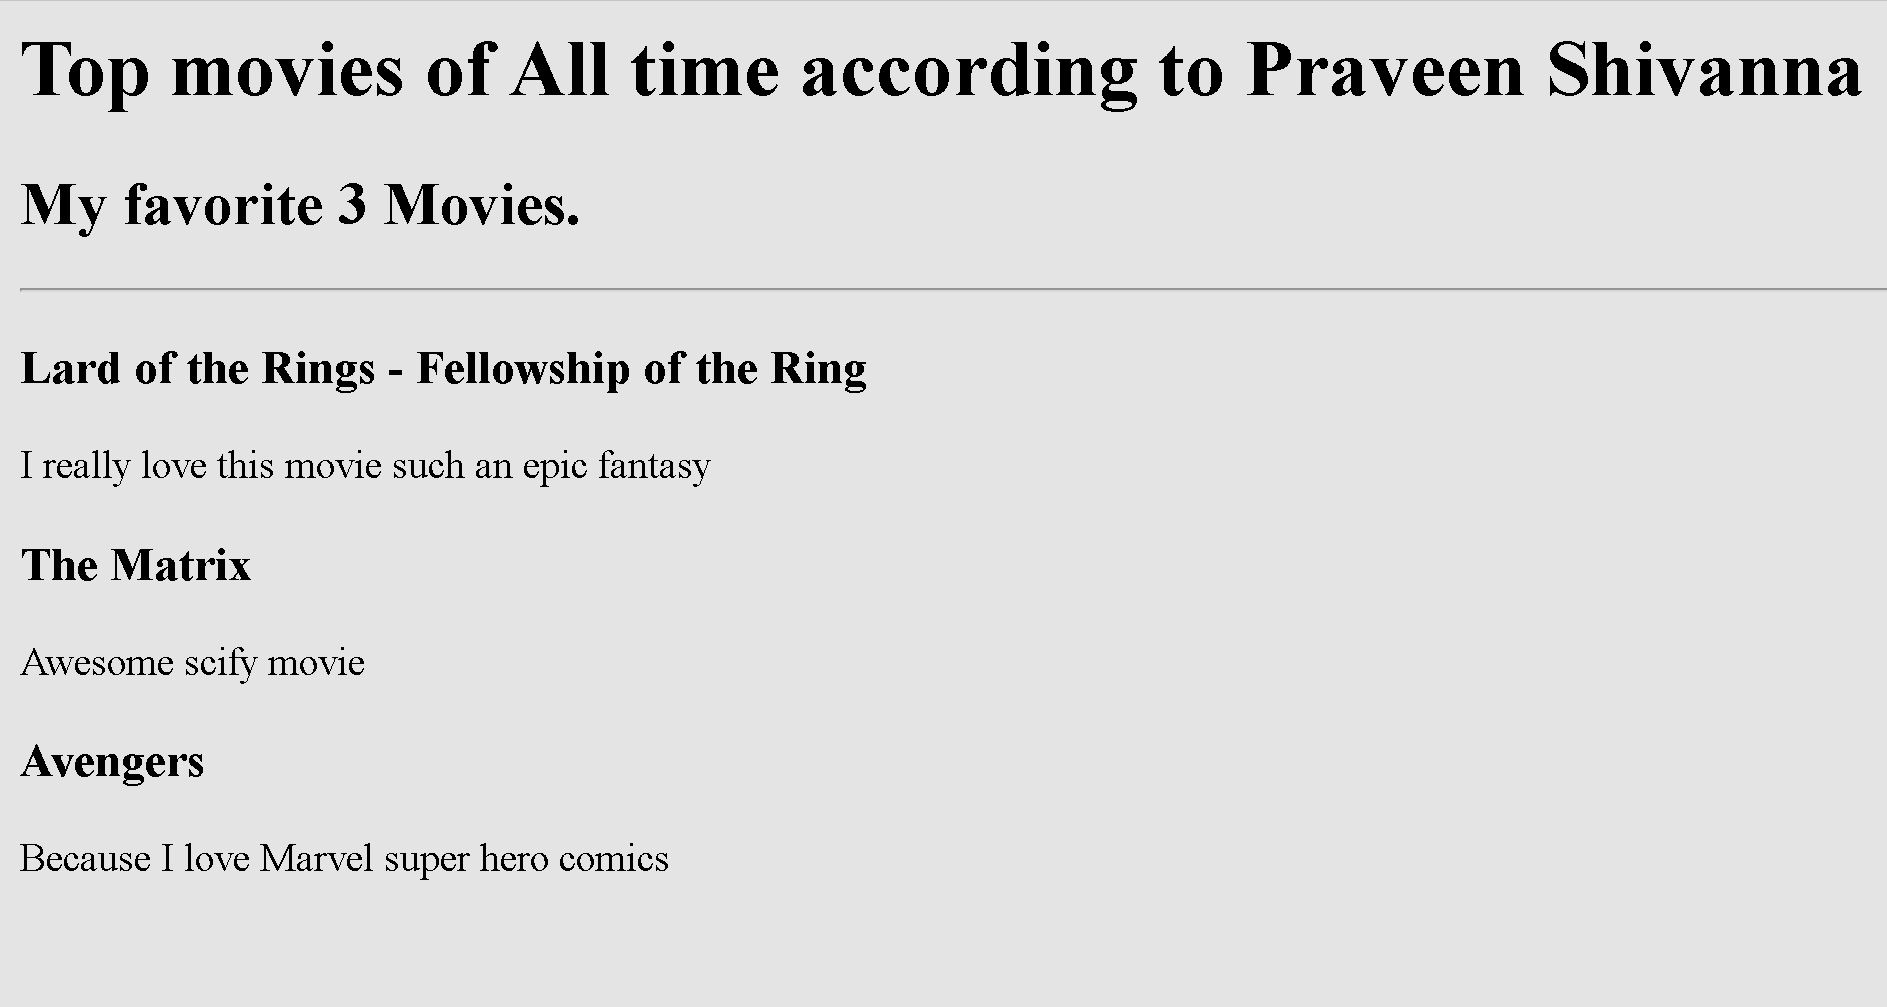 Top movies of All time according to Praveen Shivanna
My favorite 3 Movies.
Lard of the Rings - Fellowship of the Ring
I really love this movie such an epic fantasy
The Matrix
Awesome scify movie
Avengers
Because I love Marvel super hero comics